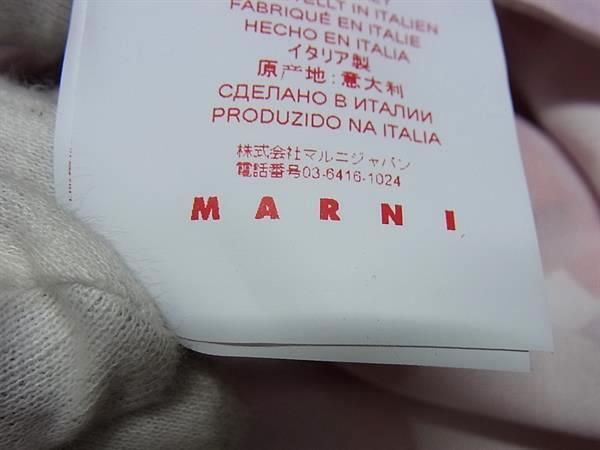 IN ITALIEN
FABRIQUÉ EN ITALIE
HECHO EN ITALIA
イタリア製
原产地:意大利
СДЕЛАНО В ИТАЛИИ
PRODUZIDO NA ITALIA
株式会社マルニジャパン
電話番号03-6416-1024
MARNI